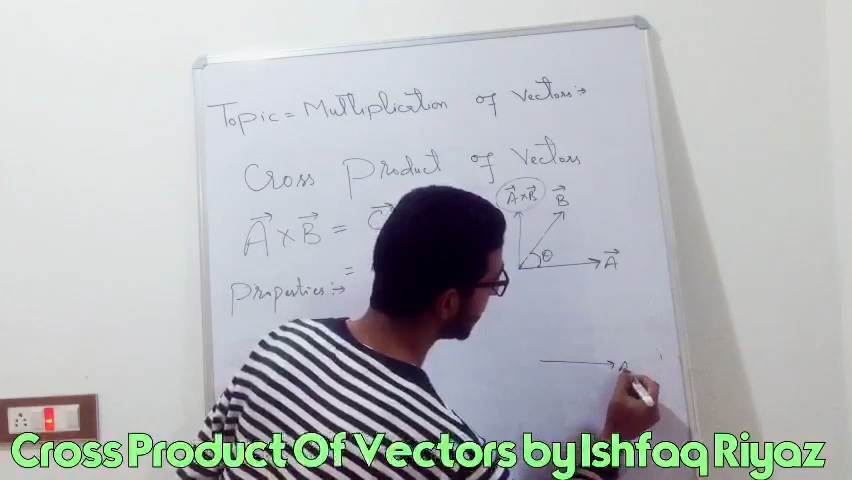 Topic = Multiplication of Vectors :→
Cross Product of Vectors
A⃗ × B⃗ = C⃗
=
Properties :→
A⃗×B⃗ B⃗
θ
A⃗
A
Cross Product Of Vectors by Ishfaq Riyaz